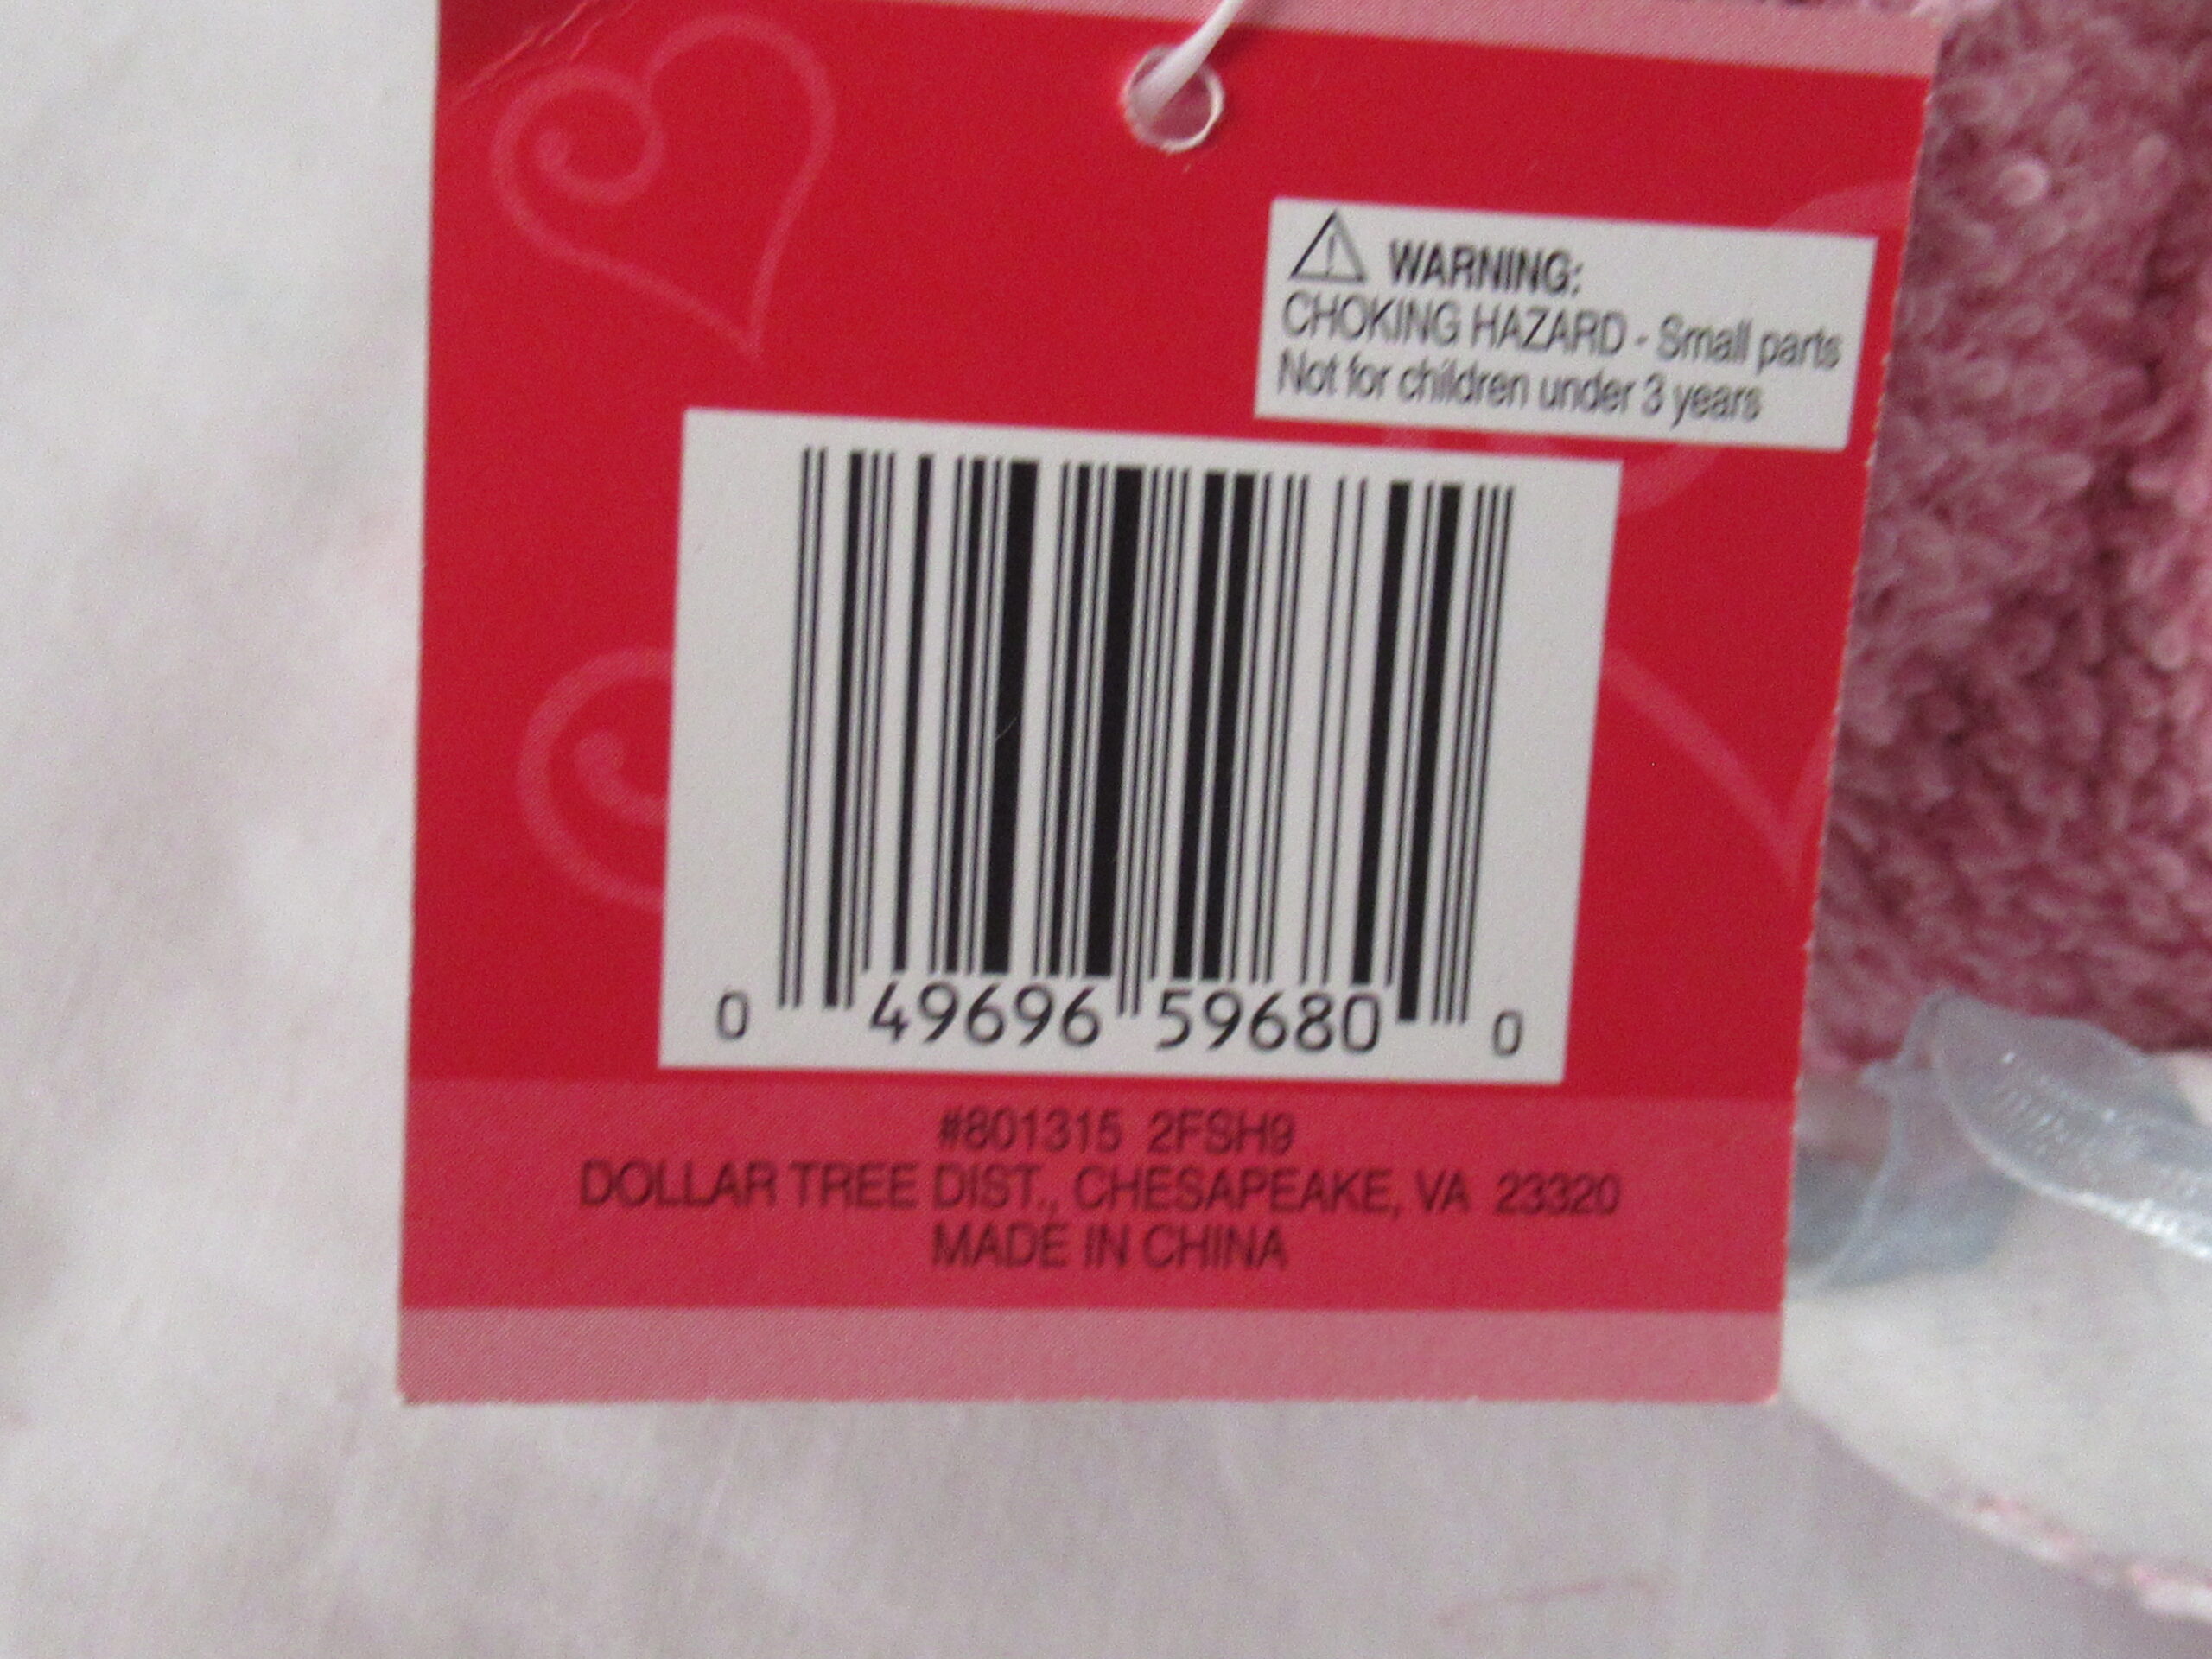 WARNING:
CHOKING HAZARD - Small parts
Not for children under 3 years
0 49696 59680 0
#801315 2FSH9
DOLLAR TREE DIST., CHESAPEAKE, VA 23320
MADE IN CHINA